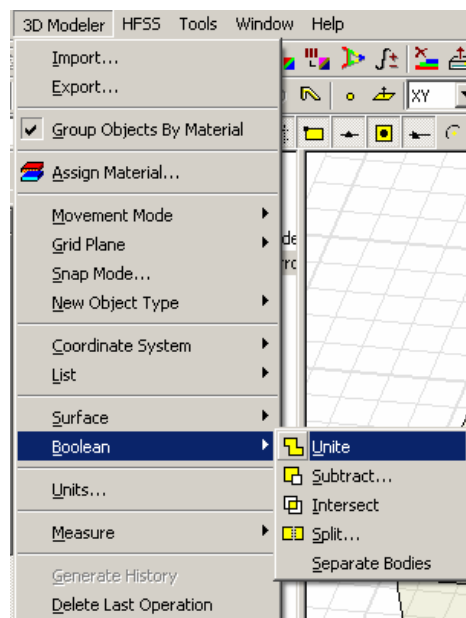 3D Modeler HFSS Tools Window Help
Import...
Export...
XY
Group Objects By Material
Assign Material...
Movement Mode
Grid Plane
Snap Mode...
New Object Type
Coordinate System
List
Surface
Boolean
Unite
Subtract...
Units...
Intersect
Measure
Split...
Separate Bodies
Generate History
Delete Last Operation